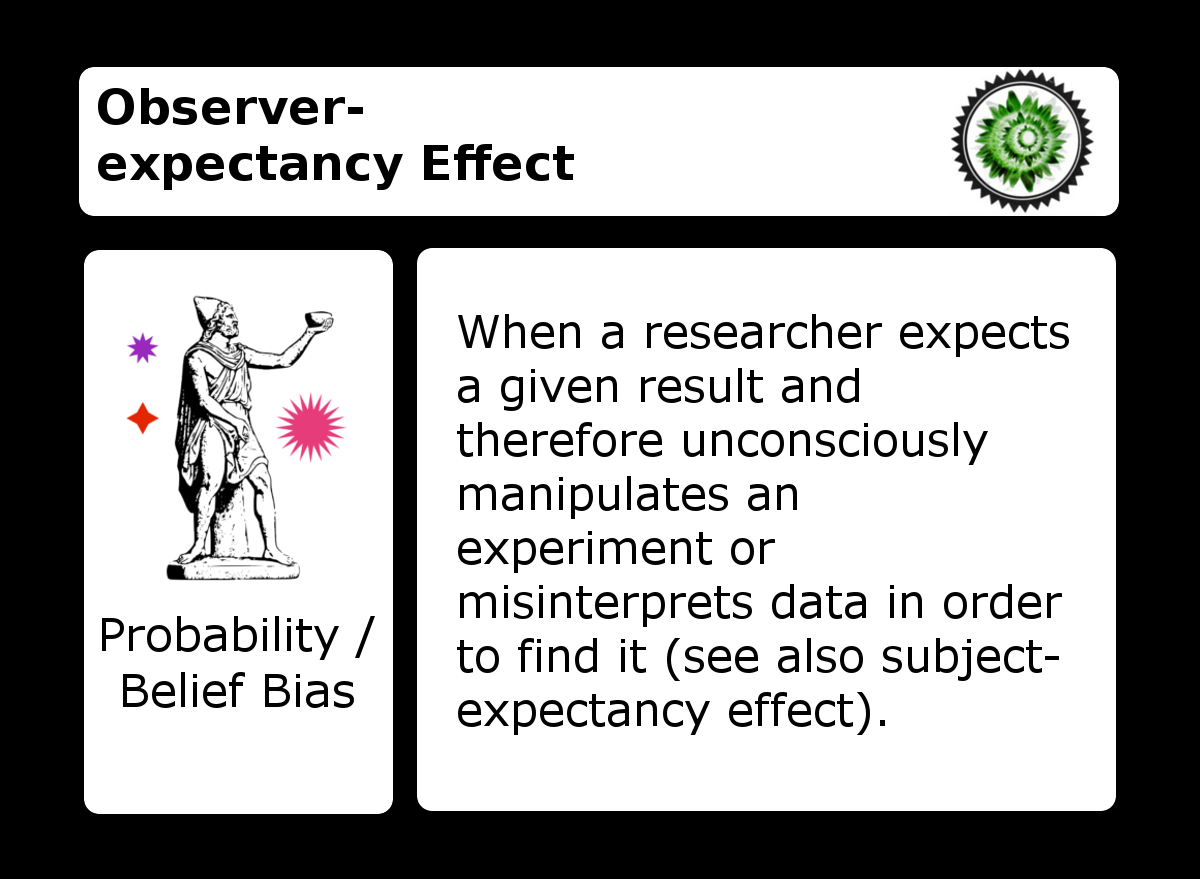 Observer-
expectancy Effect
Probability /
Belief Bias
When a researcher expects
a given result and
therefore unconsciously
manipulates an
experiment or
misinterprets data in order
to find it (see also subject-
expectancy effect).